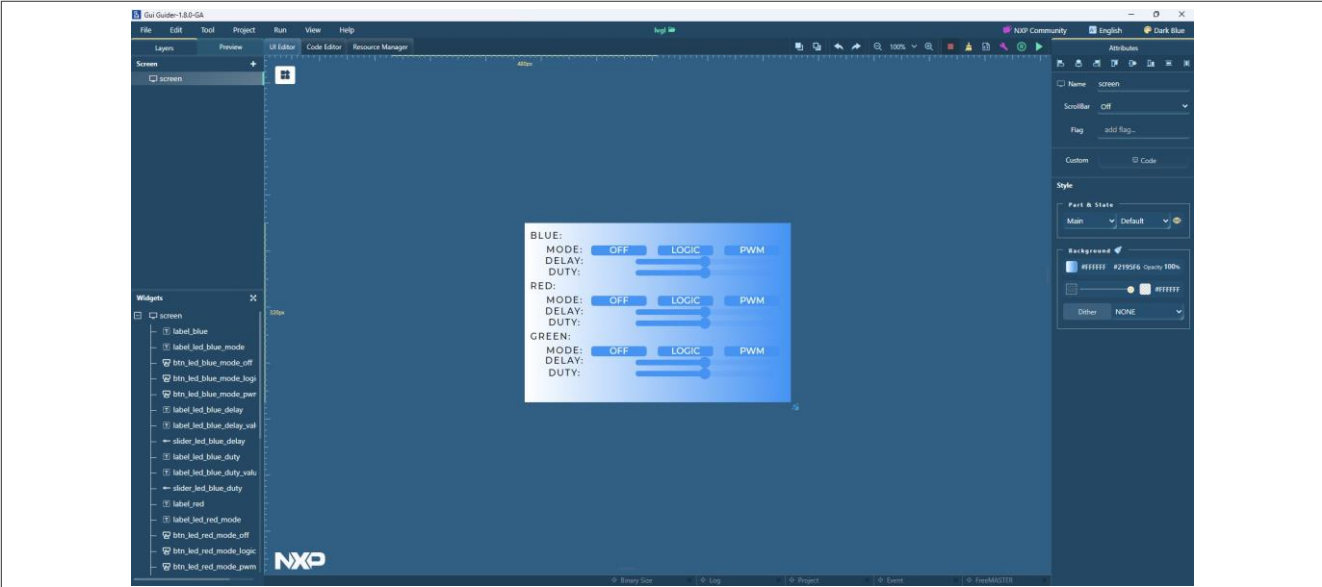 Gui Guider-1.8.0-GA
File Edit Tool Project Run View Help
lvgl
NXP Community English Dark Blue
Layers Preview UI Editor Code Editor Resource Manager
100%
Attributes
Screen +
screen
480px
320px
Name screen
ScrollBar Off
Flag add flag...
Custom Code
Style
Part & State
Main Default
Background
#FFFFFF #2195F6 Opacity 100%
#FFFFFF
Dither NONE
BLUE:
MODE: OFF LOGIC PWM
DELAY:
DUTY:
RED:
MODE: OFF LOGIC PWM
DELAY:
DUTY:
GREEN:
MODE: OFF LOGIC PWM
DELAY:
DUTY:
Widgets
screen
label_blue
label_led_blue_mode
btn_led_blue_mode_off
btn_led_blue_mode_logi
btn_led_blue_mode_pwr
label_led_blue_delay
label_led_blue_delay_val
slider_led_blue_delay
label_led_blue_duty
label_led_blue_duty_valu
slider_led_blue_duty
label_red
label_led_red_mode
btn_led_red_mode_off
btn_led_red_mode_logic
btn_led_red_mode_pwm
NXP
Binary Size Log Project Event FreeMASTER